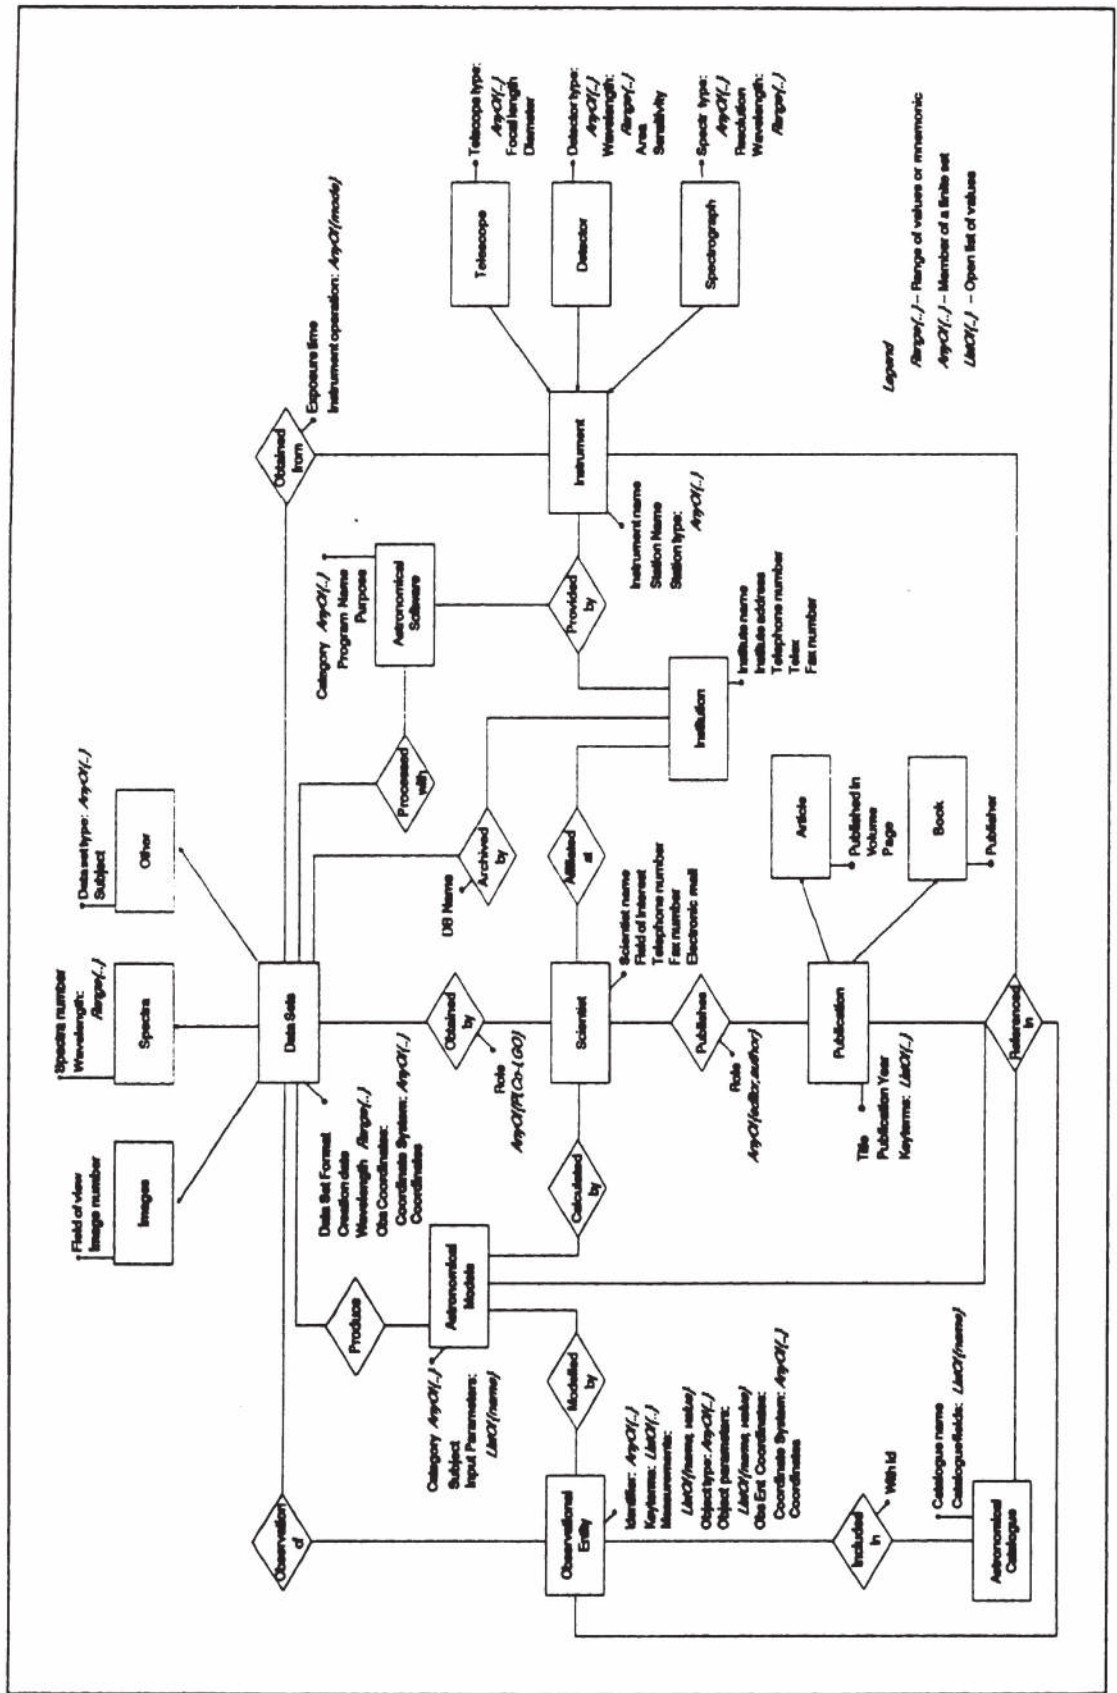 Field of view
Image number
Images
Spectra number
Wavelength:
Range(..)
Spectra
Data set type: AnyOf(..)
Subject
Other
Observation
of
Produce
Data Sets
Data Set Format
Creation date
Wavelength Range(..)
Obs Coordinates:
Coordinate System: AnyOf(..)
Coordinates
Obtained
from
Exposure time
Instrument operation: AnyOf(mode)
Category AnyOf(..)
Program Name
Purpose
Astronomical
Software
Processed
with
Archived
by
DB Name
Obtained
by
Role
AnyOf(PI,Co-I,GO)
Category AnyOf(..)
Subject
Input Parameters:
ListOf(name)
Astronomical
Models
Modelled
by
Calculated
by
Scientist
Scientist name
Field of Interest
Telephone number
Fax number
Electronic mail
Affiliated
at
Provided
by
Instrument
Instrument name
Station Name
Station type:
AnyOf(..)
Telescope
Telescope type:
AnyOf(..)
Focal length
Diameter
Detector
Detector type:
AnyOf(..)
Wavelength:
Range(..)
Area
Sensitivity
Spectrograph
Spectr type:
AnyOf(..)
Resolution
Wavelength:
Range(..)
Observational
Entity
Identifier: AnyOf(..)
Keyterms: ListOf(..)
Measurements:
ListOf(name, value)
Object type: AnyOf(..)
Object parameters:
ListOf(name, value)
Obs Ent Coordinates:
Coordinate System: AnyOf(..)
Coordinates
Publishes
Role
AnyOf(editor,author)
Institution
Institute name
Institute address
Telephone number
Telex
Fax number
Publication
Title
Publication Year
Keyterms: ListOf(..)
Article
Published in
Volume
Page
Book
Publisher
Included
in
With Id
Catalogue name
Catalogue fields: ListOf(name)
Astronomical
Catalogue
Referenced
in
Legend
Range(..) – Range of values or mnemonic
AnyOf(..) – Member of a finite set
ListOf(..) – Open list of values